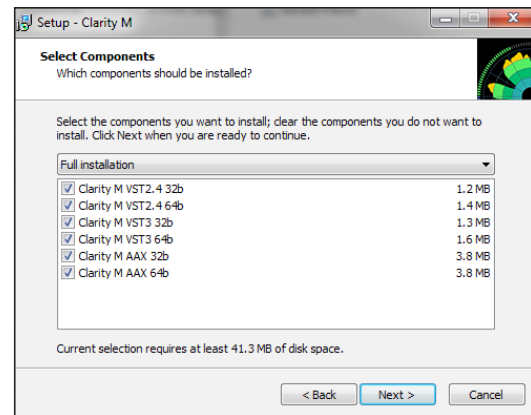 Setup - Clarity M
Select Components
Which components should be installed?
Select the components you want to install; clear the components you do not want to
install. Click Next when you are ready to continue.
Full installation
Clarity M VST2.4 32b 1.2 MB
Clarity M VST2.4 64b 1.4 MB
Clarity M VST3 32b 1.3 MB
Clarity M VST3 64b 1.6 MB
Clarity M AAX 32b 3.8 MB
Clarity M AAX 64b 3.8 MB
Current selection requires at least 41.3 MB of disk space.
< Back Next > Cancel